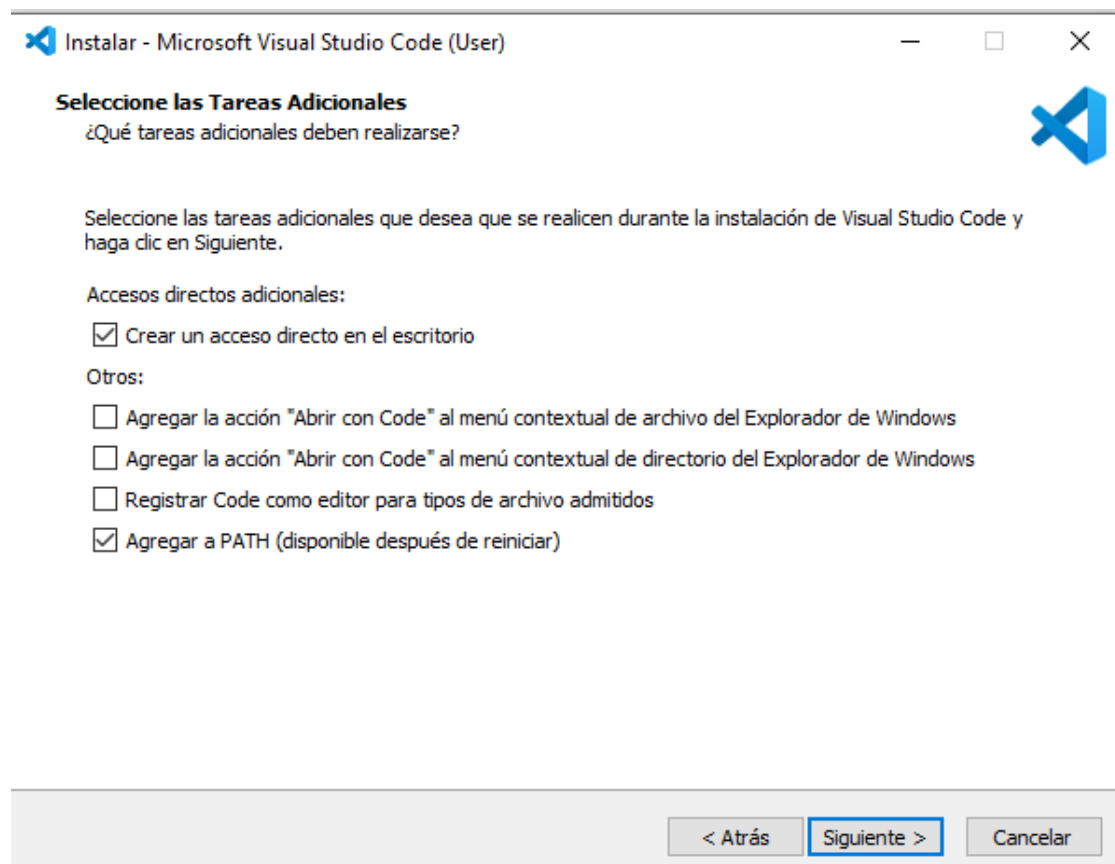 Instalar - Microsoft Visual Studio Code (User)
Seleccione las Tareas Adicionales
¿Qué tareas adicionales deben realizarse?
Seleccione las tareas adicionales que desea que se realicen durante la instalación de Visual Studio Code y
haga clic en Siguiente.
Accesos directos adicionales:
Crear un acceso directo en el escritorio
Otros:
Agregar la acción "Abrir con Code" al menú contextual de archivo del Explorador de Windows
Agregar la acción "Abrir con Code" al menú contextual de directorio del Explorador de Windows
Registrar Code como editor para tipos de archivo admitidos
Agregar a PATH (disponible después de reiniciar)
< Atrás Siguiente > Cancelar